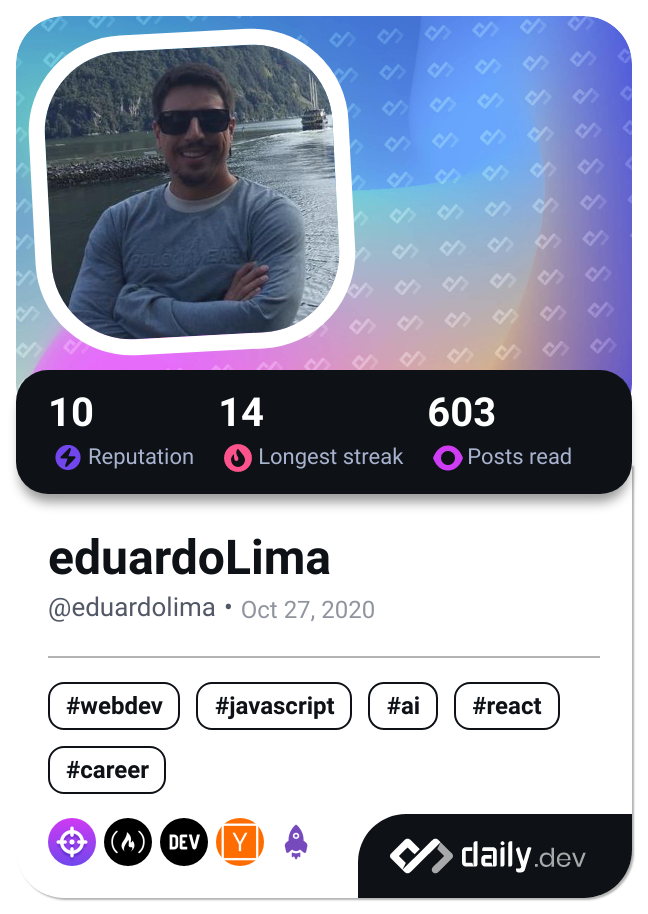 10 14 603
Reputation Longest streak Posts read
eduardoLima
@eduardolima • Oct 27, 2020
#webdev #javascript #ai #react
#career
DEV Y
daily.dev